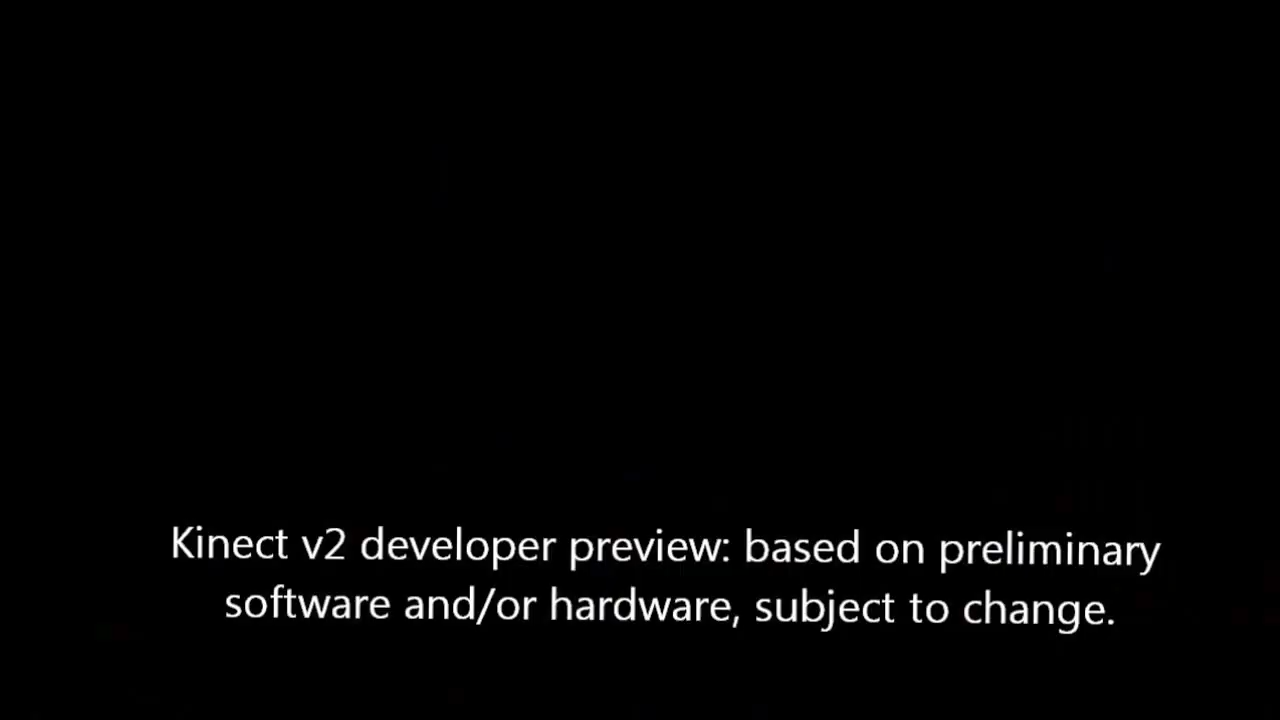 Kinect v2 developer preview: based on preliminary
software and/or hardware, subject to change.